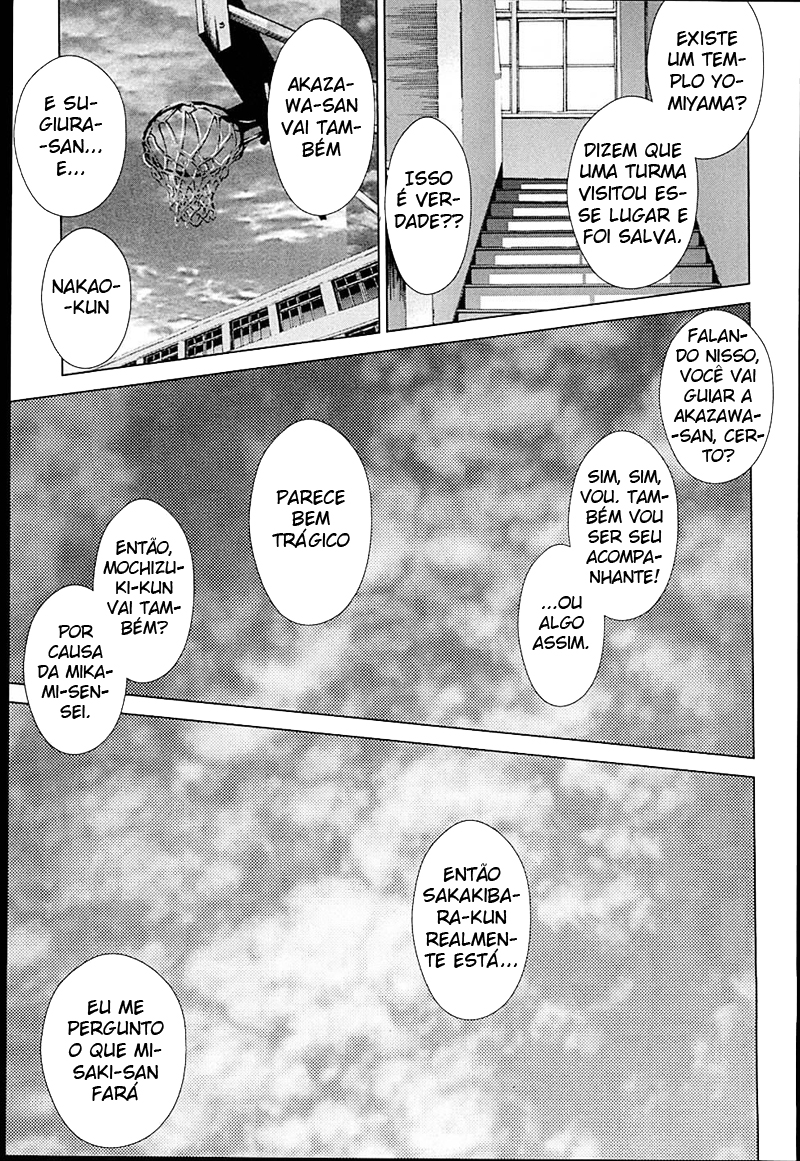 EXISTE
UM TEM-
PLO YO-
MIYAMA?
DIZEM QUE
UMA TURMA
VISITOU ES-
SE LUGAR E
FOI SALVA.
ISSO
É VER-
DADE??
AKAZA-
WA-SAN
VAI TAM-
BÉM
E SU-
GIURA-
-SAN...
E...
NAKAO-
-KUN
FALAN-
DO NISSO,
VOCÊ VAI
GUIAR A
AKAZAWA-
-SAN, CER-
TO?
SIM, SIM,
VOU. TAM-
BÉM VOU
SER SEU
ACOMPA-
NHANTE!
...OU
ALGO
ASSIM.
PARECE
BEM
TRÁGICO
ENTÃO,
MOCHIZU-
KI-KUN
VAI TAM-
BÉM?
POR
CAUSA
DA MIKA-
MI-SEN-
SEI.
ENTÃO
SAKAKIBA-
RA-KUN
REALMEN-
TE ESTÁ...
EU ME
PERGUNTO
O QUE MI-
SAKI-SAN
FARÁ